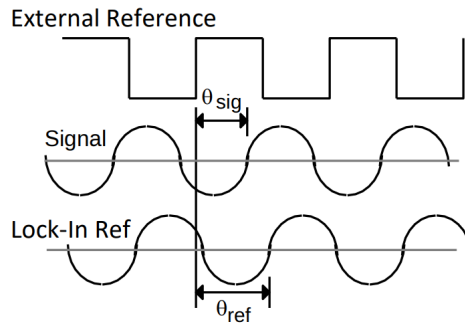 External Reference
θsig
Signal
Lock-In Ref
θref